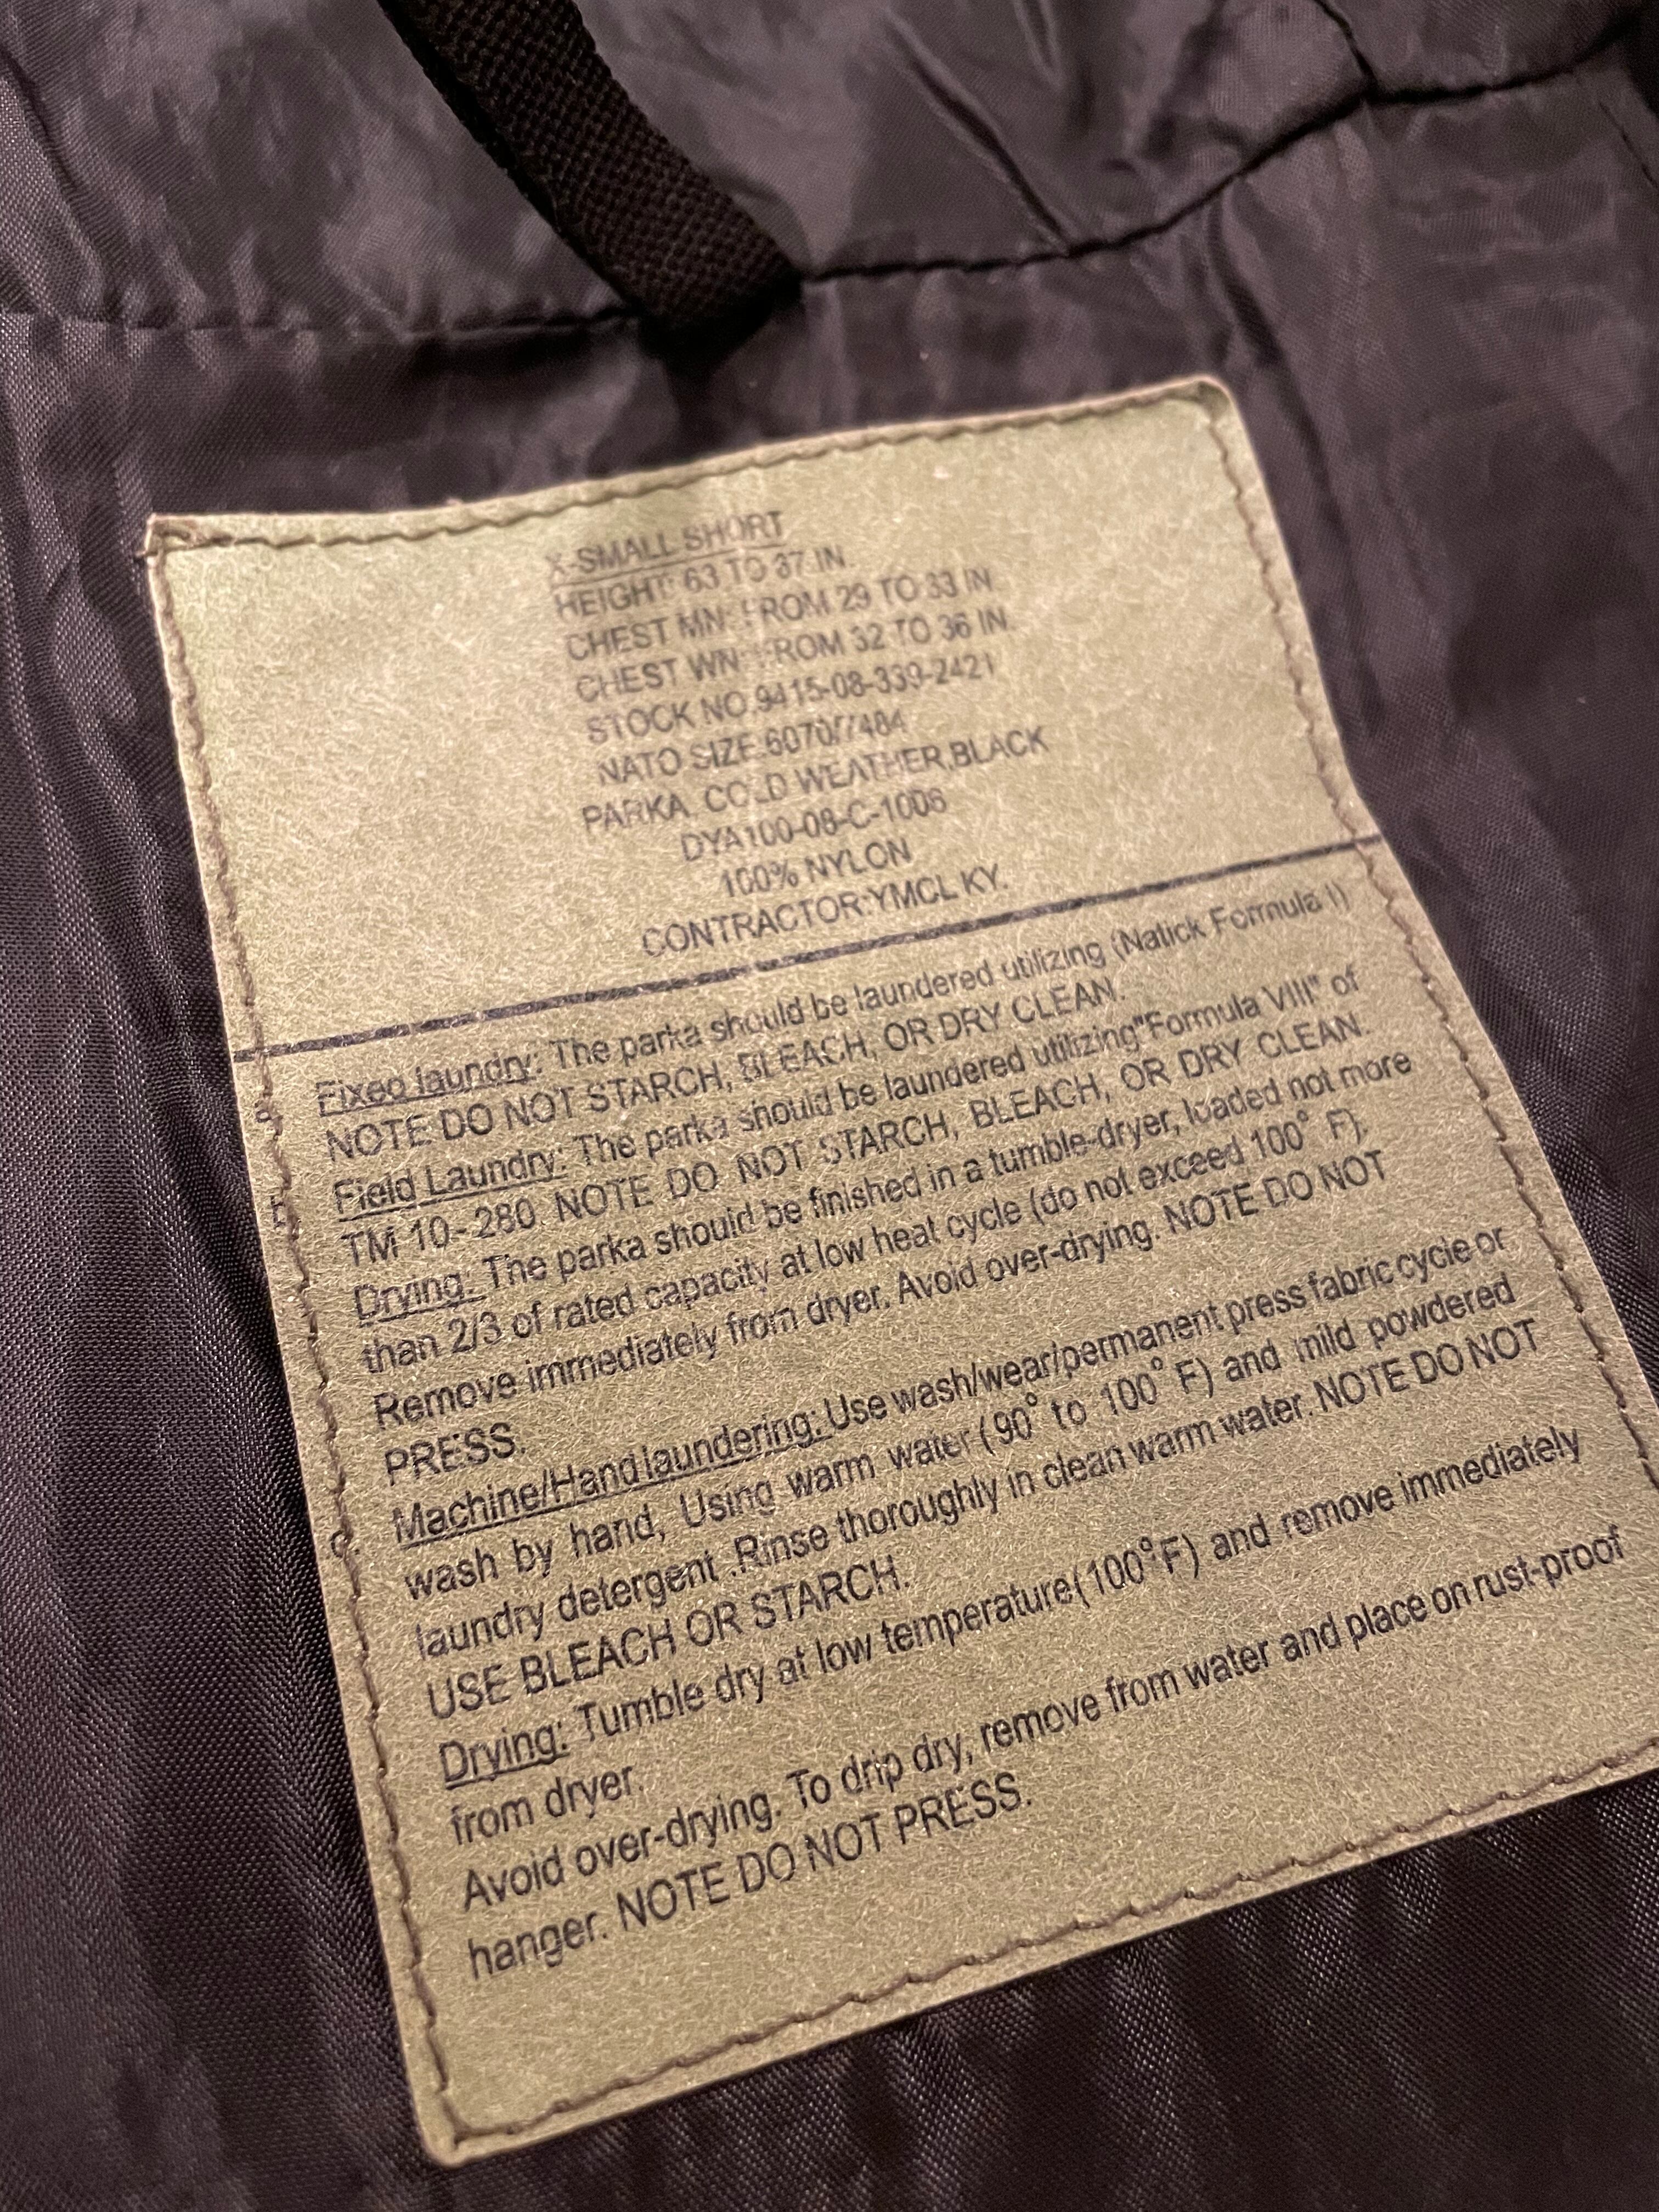 X-SMALL SHORT
HEIGHT: 63 TO 37 IN.
CHEST MN: FROM 29 TO 33 IN.
CHEST WN: FROM 32 TO 36 IN.
STOCK NO.9415-08-339-2421
NATO SIZE:6070/7484
PARKA, COLD WEATHER,BLACK
DYA100-08-C-1006
100% NYLON
CONTRACTOR:YMCL KY.
Fixed laundry: The parka should be laundered utilizing (Natick Formula I)
NOTE DO NOT STARCH, BLEACH, OR DRY CLEAN.
a. Field Laundry: The parka should be laundered utilizing"Formula VIII" of
TM 10-280 NOTE DO NOT STARCH, BLEACH, OR DRY CLEAN.
b. Drying: The parka should be finished in a tumble-dryer, loaded not more
than 2/3 of rated capacity at low heat cycle (do not exceed 100° F).
Remove immediately from dryer. Avoid over-drying. NOTE DO NOT
PRESS.
Machine/Hand laundering: Use wash/wear/permanent press fabric cycle or
c. wash by hand, Using warm water (90° to 100° F) and mild powdered
laundry detergent .Rinse thoroughly in clean warm water. NOTE DO NOT
USE BLEACH OR STARCH.
Drying: Tumble dry at low temperature(100°F) and remove immediately
from dryer.
Avoid over-drying. To drip dry, remove from water and place on rust-proof
hanger. NOTE DO NOT PRESS.